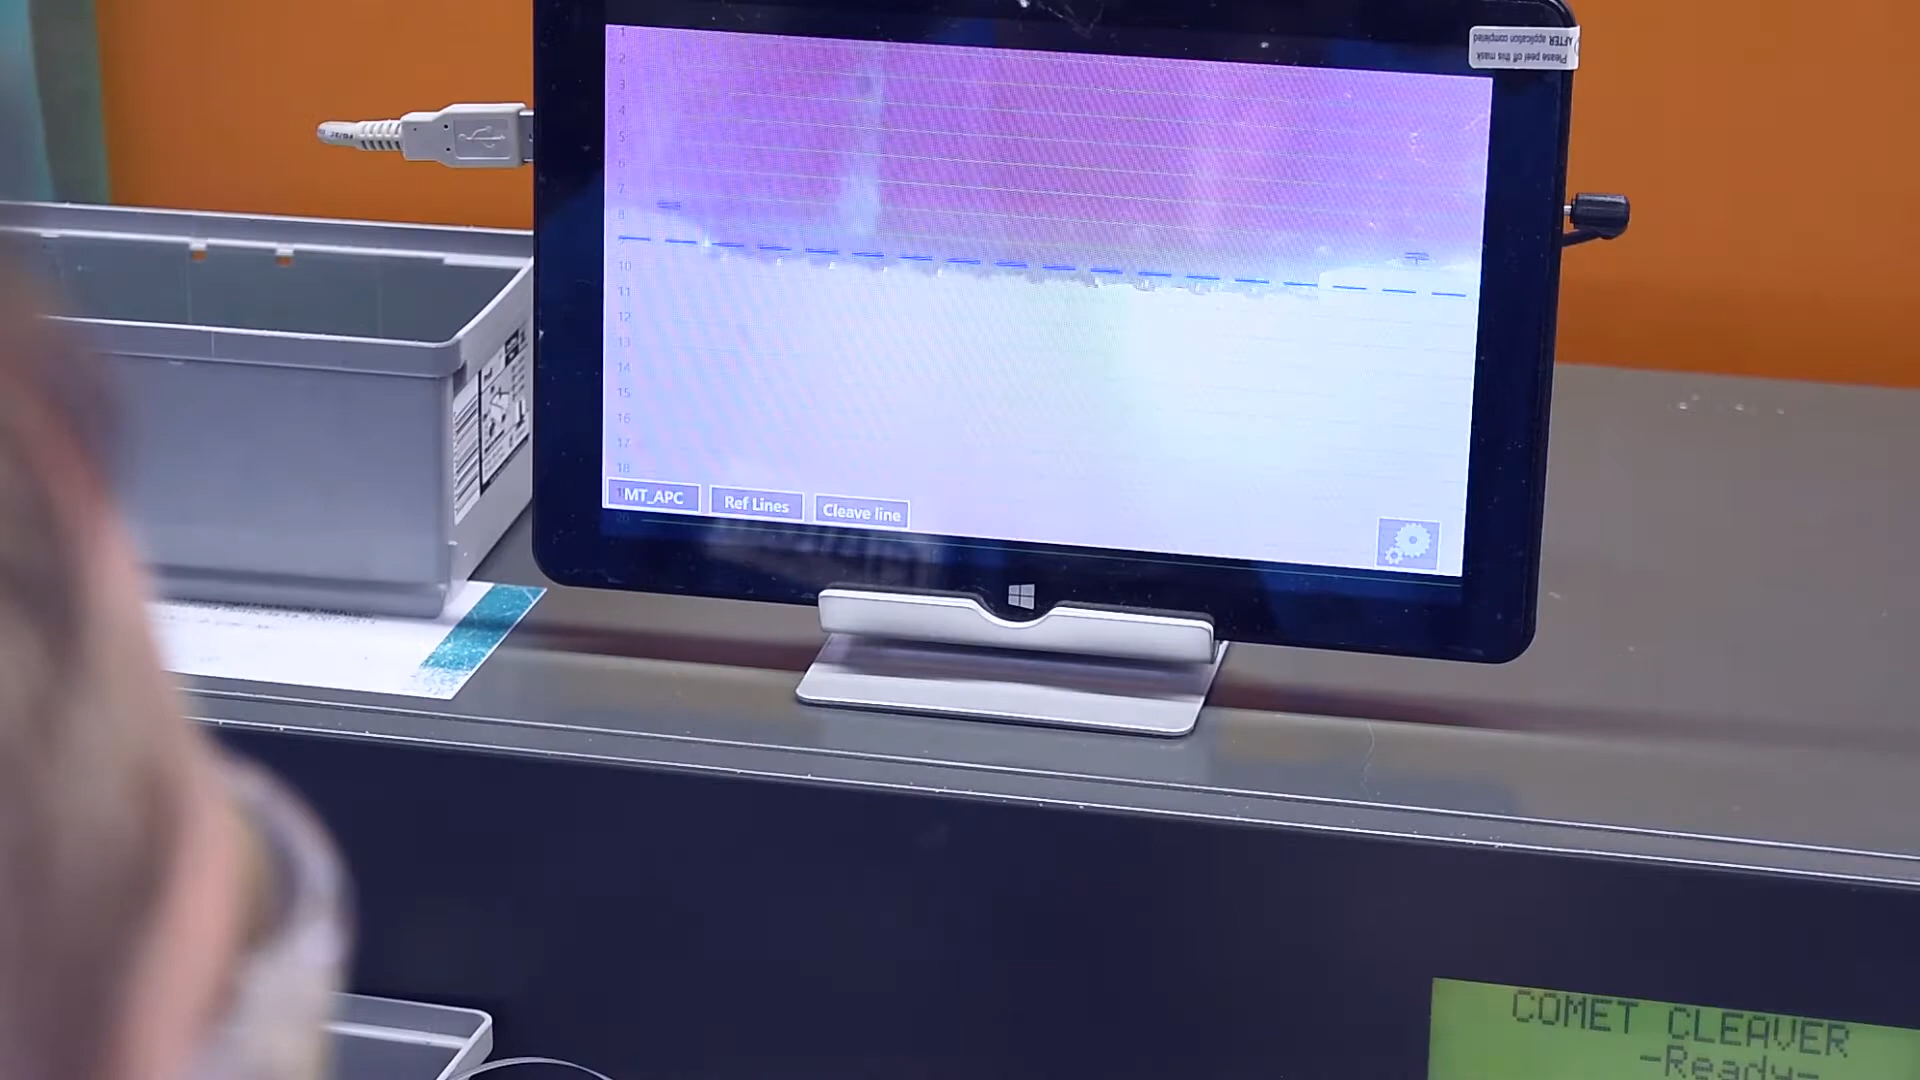 Please peel off this mask
AFTER application completed
1
2
3
4
5
6
7
8
10
11
12
13
14
15
16
17
18
20
MT_APC
Ref Lines
Cleave line
COMET CLEAVER
-Ready-